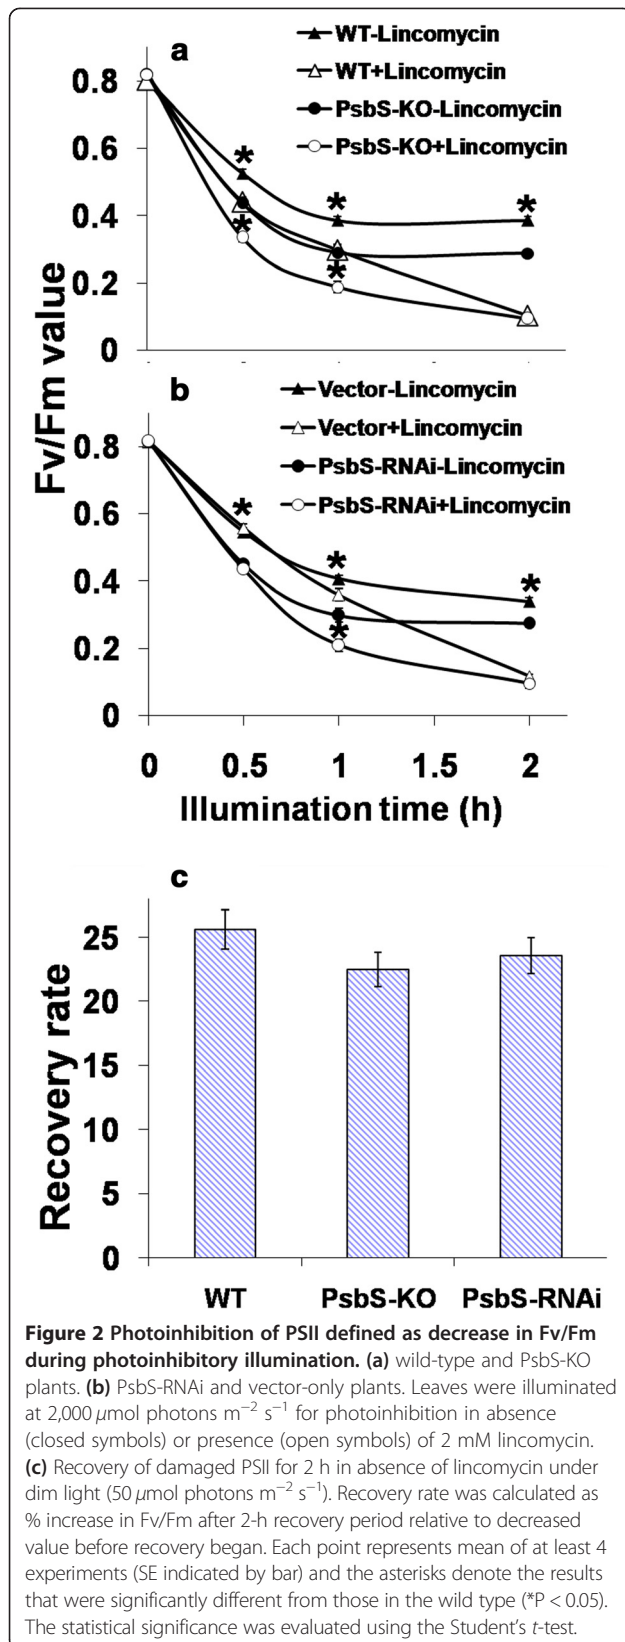 a
WT-Lincomycin
WT+Lincomycin
PsbS-KO-Lincomycin
PsbS-KO+Lincomycin
0.8
0.6
0.4
0.2
0
* * *
* *
Fv/Fm value
b
Vector-Lincomycin
Vector+Lincomycin
PsbS-RNAi-Lincomycin
PsbS-RNAi+Lincomycin
0.8
0.6
0.4
0.2
0
* * *
*
0 0.5 1 1.5 2
Illumination time (h)
c
Recovery rate
25
20
15
10
5
0
WT PsbS-KO PsbS-RNAi
Figure 2 Photoinhibition of PSII defined as decrease in Fv/Fm
during photoinhibitory illumination. (a) wild-type and PsbS-KO
plants. (b) PsbS-RNAi and vector-only plants. Leaves were illuminated
at 2,000 μmol photons m⁻² s⁻¹ for photoinhibition in absence
(closed symbols) or presence (open symbols) of 2 mM lincomycin.
(c) Recovery of damaged PSII for 2 h in absence of lincomycin under
dim light (50 μmol photons m⁻² s⁻¹). Recovery rate was calculated as
% increase in Fv/Fm after 2-h recovery period relative to decreased
value before recovery began. Each point represents mean of at least 4
experiments (SE indicated by bar) and the asterisks denote the results
that were significantly different from those in the wild type (*P < 0.05).
The statistical significance was evaluated using the Student's t-test.